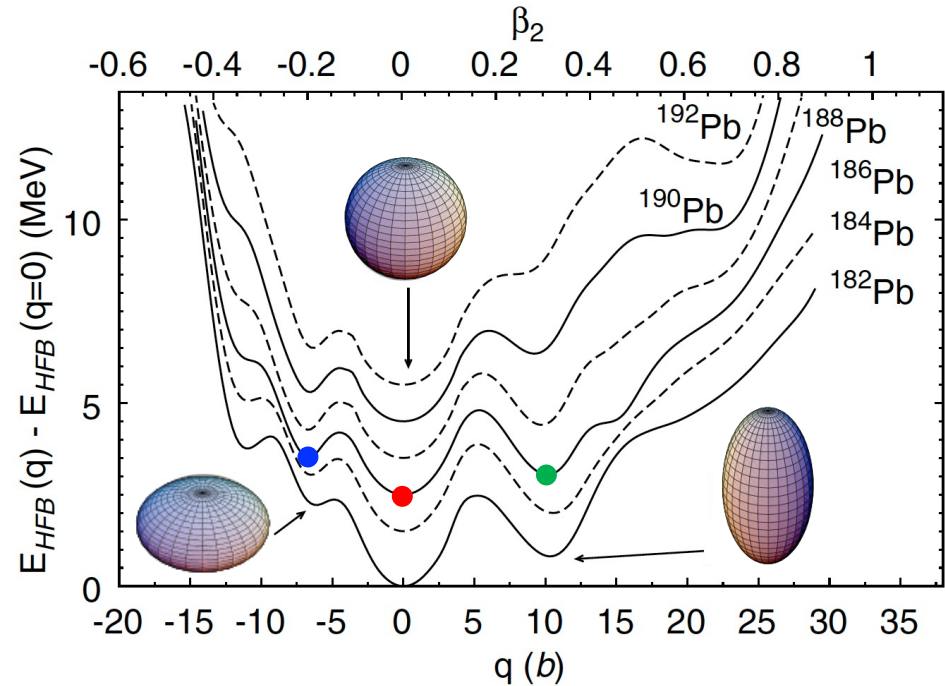 β₂
-0.6 -0.4 -0.2 0 0.2 0.4 0.6 0.8 1
E_HFB (q) - E_HFB (q=0) (MeV)
10
5
0
¹⁹²Pb
¹⁹⁰Pb
¹⁸⁸Pb
¹⁸⁶Pb
¹⁸⁴Pb
¹⁸²Pb
-20 -15 -10 -5 0 5 10 15 20 25 30 35
q (b)